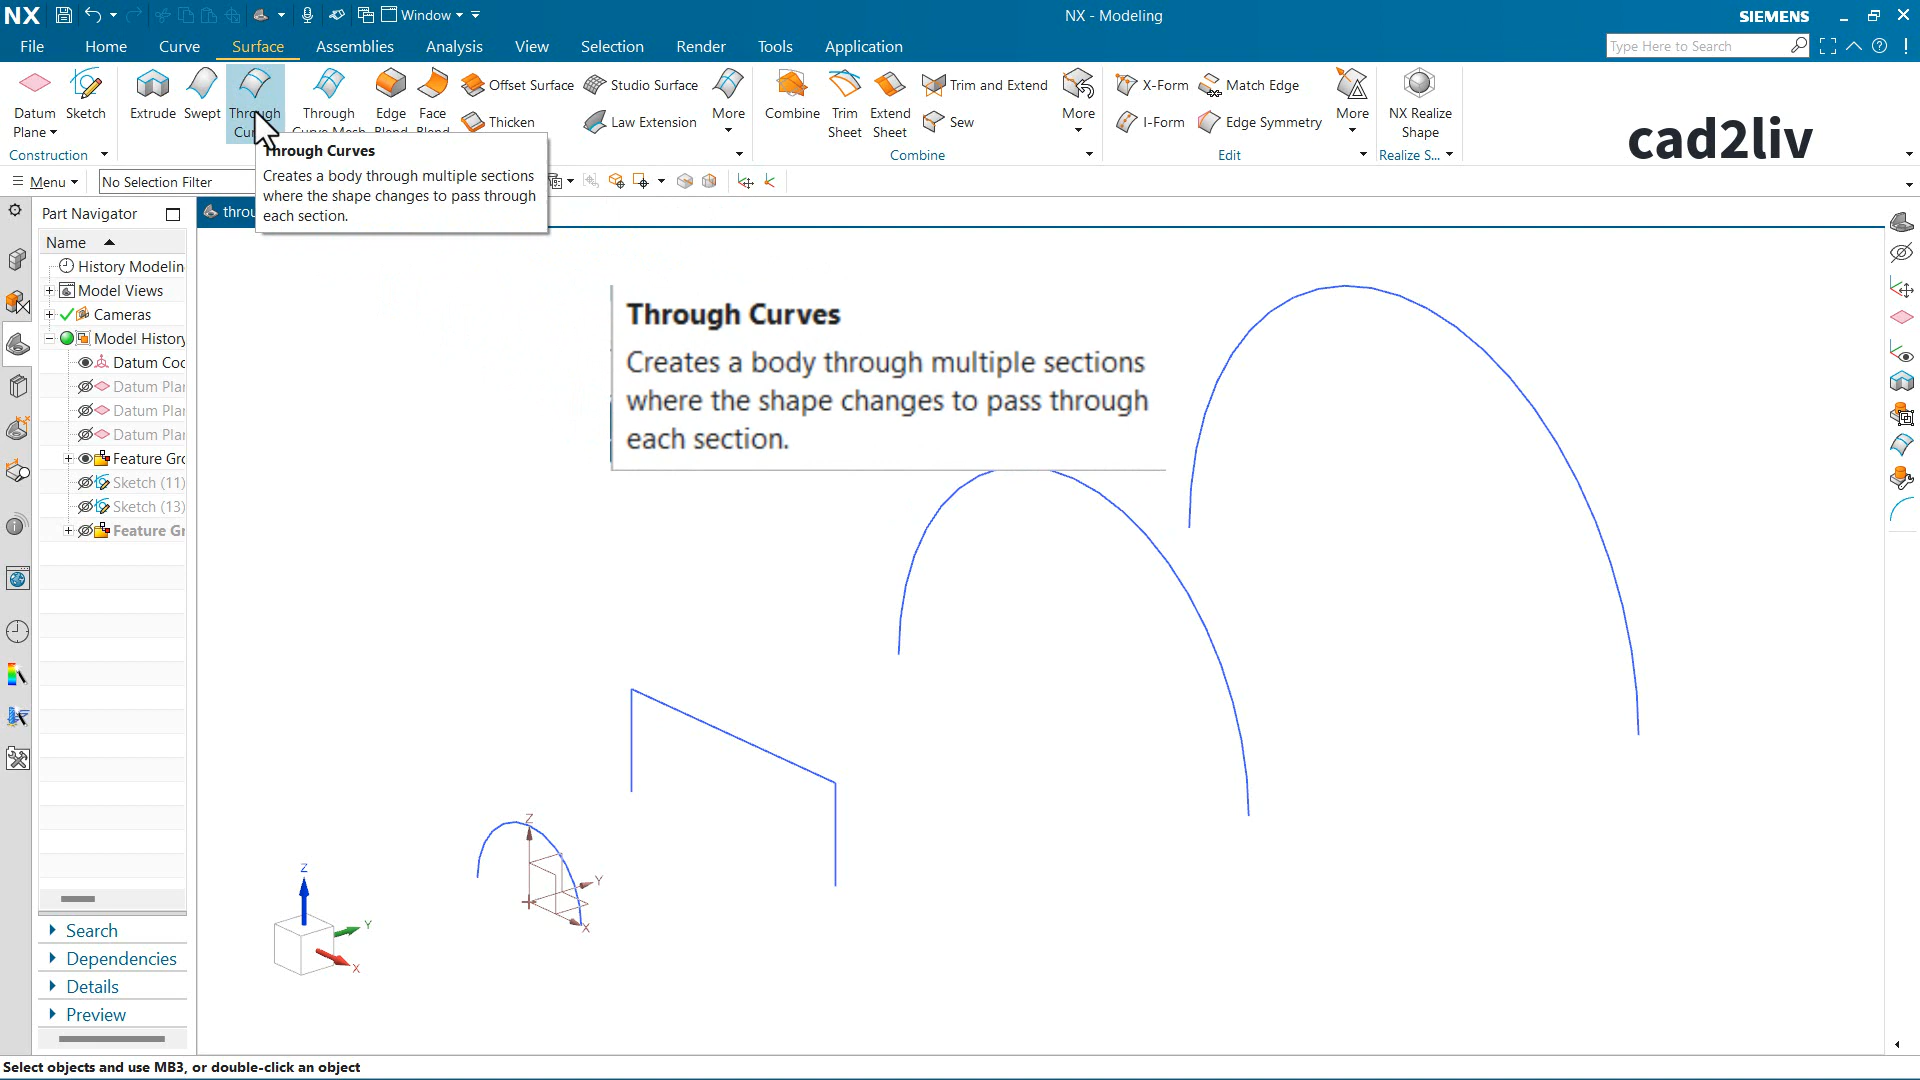 NX
Window
NX - Modeling
SIEMENS
File
Home
Curve
Surface
Assemblies
Analysis
View
Selection
Render
Tools
Application
Type Here to Search
Datum
Plane
Sketch
Extrude
Swept
Through
Through
Edge
Face
Offset Surface
Thicken
Studio Surface
Law Extension
More
Combine
Trim
Sheet
Extend
Sheet
Trim and Extend
Sew
More
X-Form
I-Form
Match Edge
Edge Symmetry
More
NX Realize
Shape
Construction
Combine
Edit
Realize S...
cad2liv
Menu
No Selection Filter
Through Curves
Creates a body through multiple sections
where the shape changes to pass through
each section.
Part Navigator
throu
Name
History Modelin
Model Views
Cameras
Model History
Datum Coo
Datum Plan
Datum Plan
Datum Plan
Feature Gro
Sketch (11)
Sketch (13)
Feature Gr
Through Curves
Creates a body through multiple sections
where the shape changes to pass through
each section.
Z
Y
X
Z
Y
X
Search
Dependencies
Details
Preview
Select objects and use MB3, or double-click an object